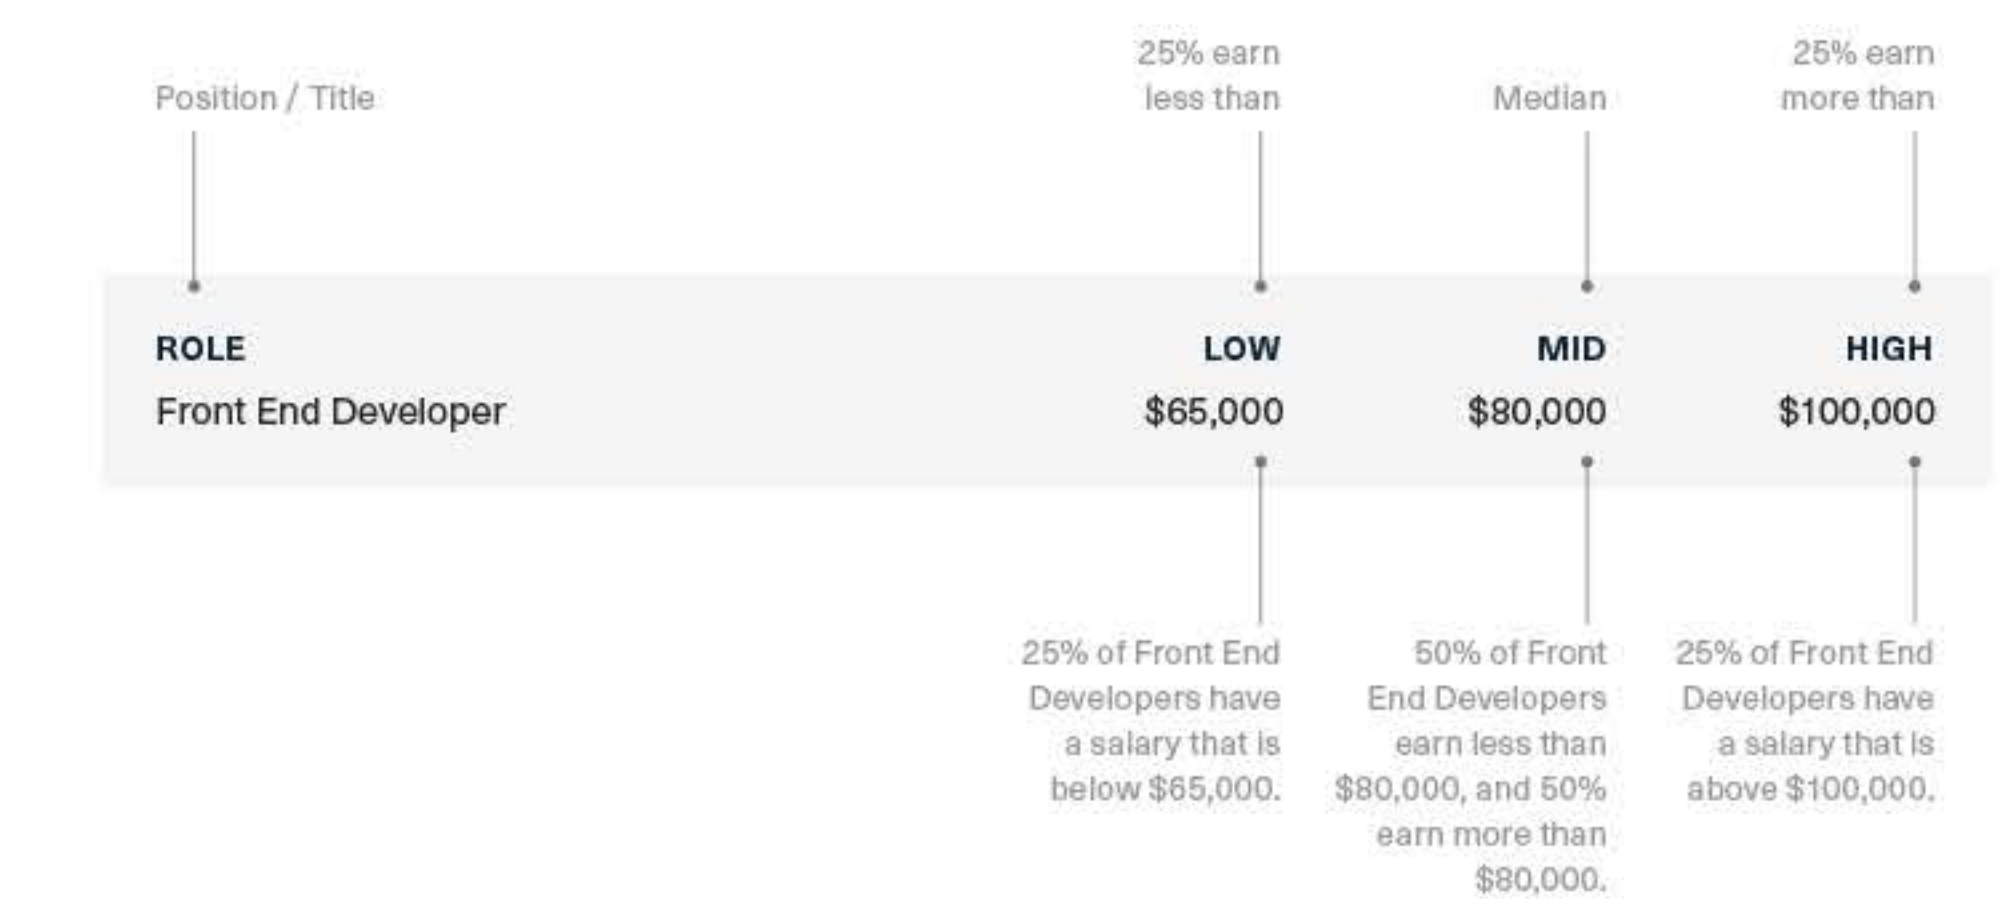 Position / Title
25% earn
less than
Median
25% earn
more than
ROLE
LOW
MID
HIGH
Front End Developer
$65,000
$80,000
$100,000
25% of Front End
Developers have
a salary that is
below $65,000.
50% of Front
End Developers
earn less than
$80,000, and 50%
earn more than
$80,000.
25% of Front End
Developers have
a salary that is
above $100,000.